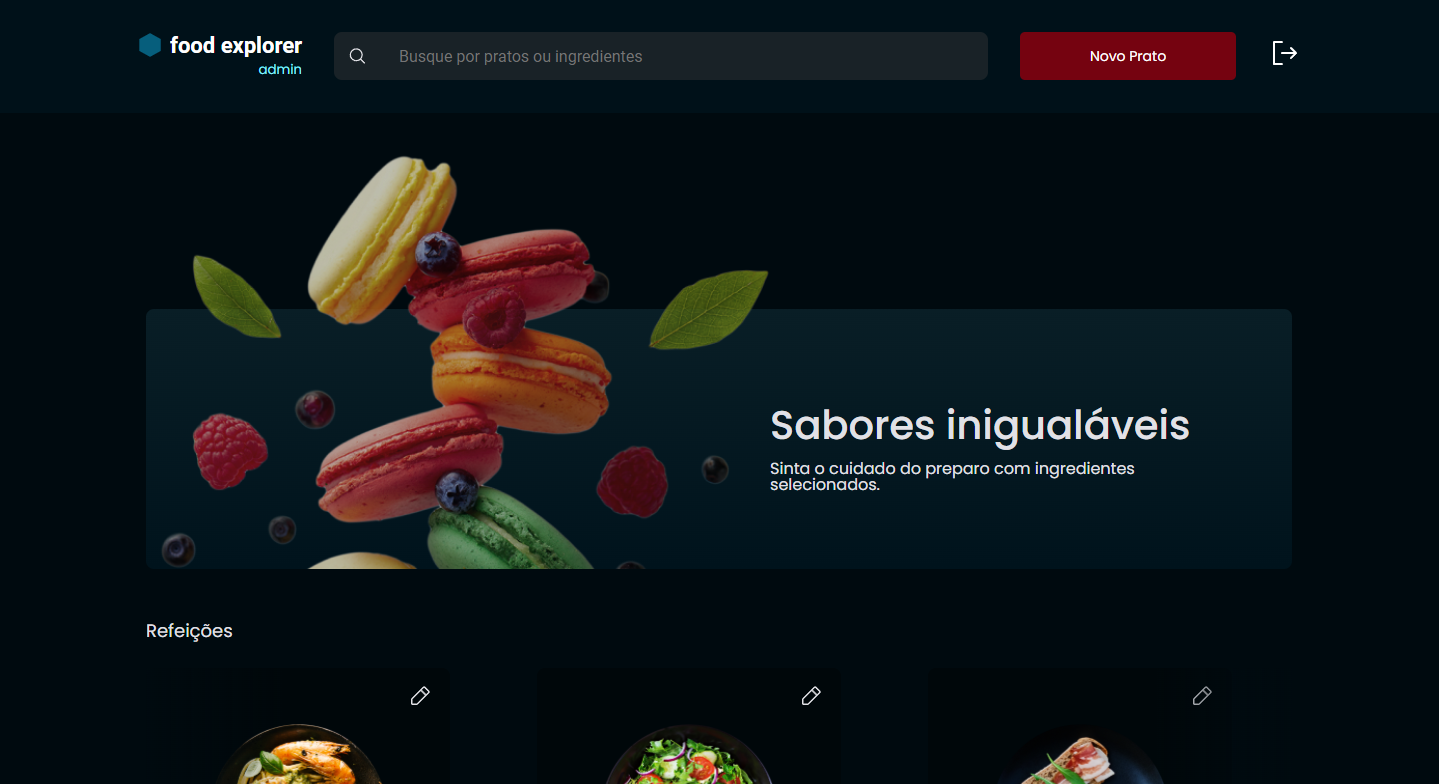 food explorer
admin
Busque por pratos ou ingredientes
Novo Prato
Sabores inigualáveis
Sinta o cuidado do preparo com ingredientes
selecionados.
Refeições